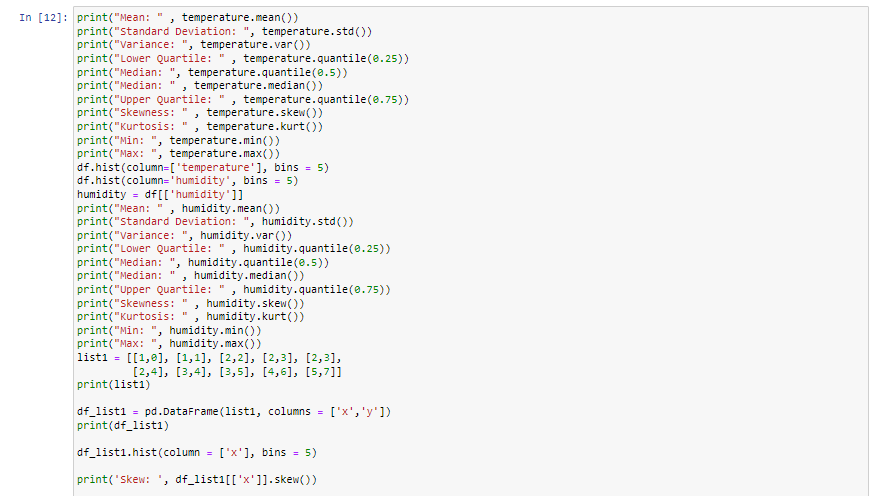 In [12]: print("Mean: " , temperature.mean())
print("Standard Deviation: ", temperature.std())
print("Variance: ", temperature.var())
print("Lower Quartile: " , temperature.quantile(0.25))
print("Median: ", temperature.quantile(0.5))
print("Median: " , temperature.median())
print("Upper Quartile: " , temperature.quantile(0.75))
print("Skewness: " , temperature.skew())
print("Kurtosis: " , temperature.kurt())
print("Min: ", temperature.min())
print("Max: ", temperature.max())
df.hist(column=['temperature'], bins = 5)
df.hist(column='humidity', bins = 5)
humidity = df[['humidity']]
print("Mean: " , humidity.mean())
print("Standard Deviation: ", humidity.std())
print("Variance: ", humidity.var())
print("Lower Quartile: " , humidity.quantile(0.25))
print("Median: ", humidity.quantile(0.5))
print("Median: " , humidity.median())
print("Upper Quartile: " , humidity.quantile(0.75))
print("Skewness: " , humidity.skew())
print("Kurtosis: " , humidity.kurt())
print("Min: ", humidity.min())
print("Max: ", humidity.max())
list1 = [[1,0], [1,1], [2,2], [2,3], [2,3],
[2,4], [3,4], [3,5], [4,6], [5,7]]
print(list1)
df_list1 = pd.DataFrame(list1, columns = ['x','y'])
print(df_list1)
df_list1.hist(column = ['x'], bins = 5)
print('Skew: ', df_list1[['x']].skew())